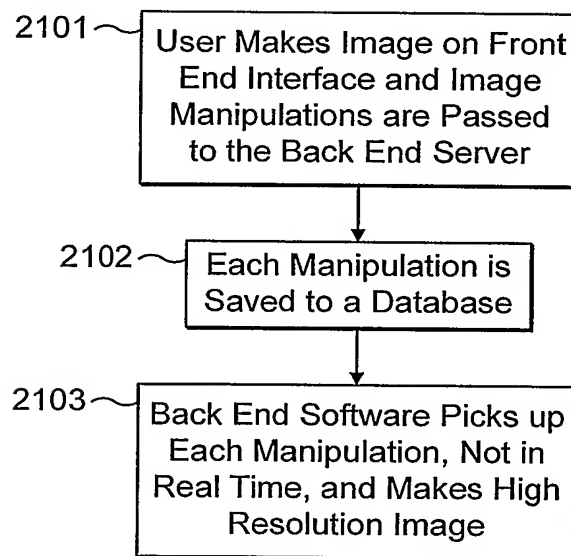 2101
User Makes Image on Front
End Interface and Image
Manipulations are Passed
to the Back End Server
2102
Each Manipulation is
Saved to a Database
2103
Back End Software Picks up
Each Manipulation, Not in
Real Time, and Makes High
Resolution Image